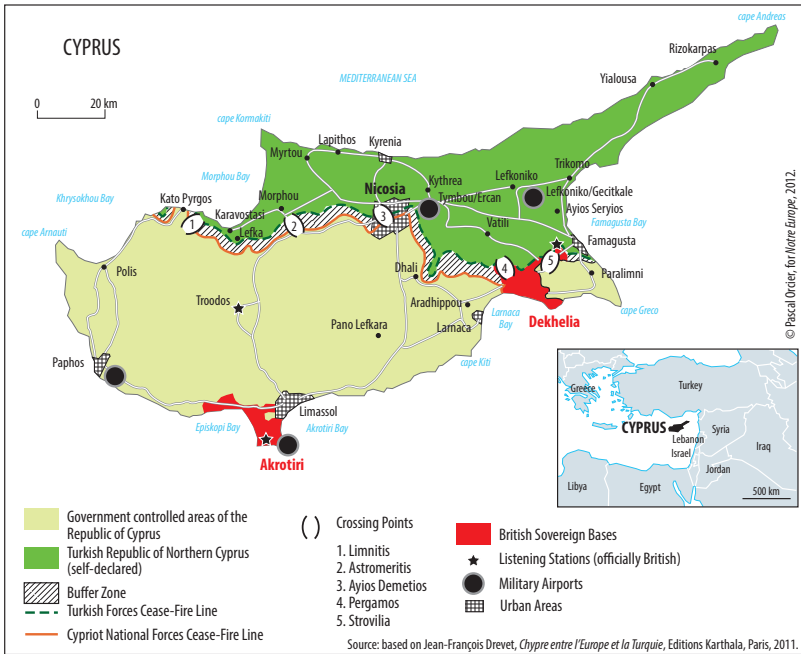 CYPRUS
0 20 km
MEDITERRANEAN SEA
cape Andreas
Rizokarpas
Yialousa
cape Kormakiti
Lapithos
Kyrenia
Myrtou
Trikomo
Morphou Bay
Kythrea
Lefkoniko
Nicosia
Khrysokhou Bay
Kato Pyrgos
Morphou
Tymbou/Ercan
Lefkoniko/Gecitkale
Karavostasi
Ayios Seryios
1
2
3
Lefka
Vatili
Famagusta Bay
cape Arnauti
Famagusta
Polis
Dhali
4
5
Paralimni
Troodos
Aradhippou
Larnaca Bay
cape Greco
Pano Lefkara
Larnaca
Dekhelia
Paphos
cape Kiti
Limassol
Episkopi Bay
Akrotiri Bay
Akrotiri
© Pascal Orcier, for Notre Europe, 2012.
Greece
Turkey
CYPRUS
Syria
Lebanon
Israel
Iraq
Jordan
Libya
Egypt
500 km
Government controlled areas of the
Republic of Cyprus
Turkish Republic of Northern Cyprus
(self-declared)
Buffer Zone
Turkish Forces Cease-Fire Line
Cypriot National Forces Cease-Fire Line
Crossing Points
1. Limnitis
2. Astromeritis
3. Ayios Demetios
4. Pergamos
5. Strovilia
British Sovereign Bases
Listening Stations (officially British)
Military Airports
Urban Areas
Source: based on Jean-François Drevet, Chypre entre l'Europe et la Turquie, Editions Karthala, Paris, 2011.